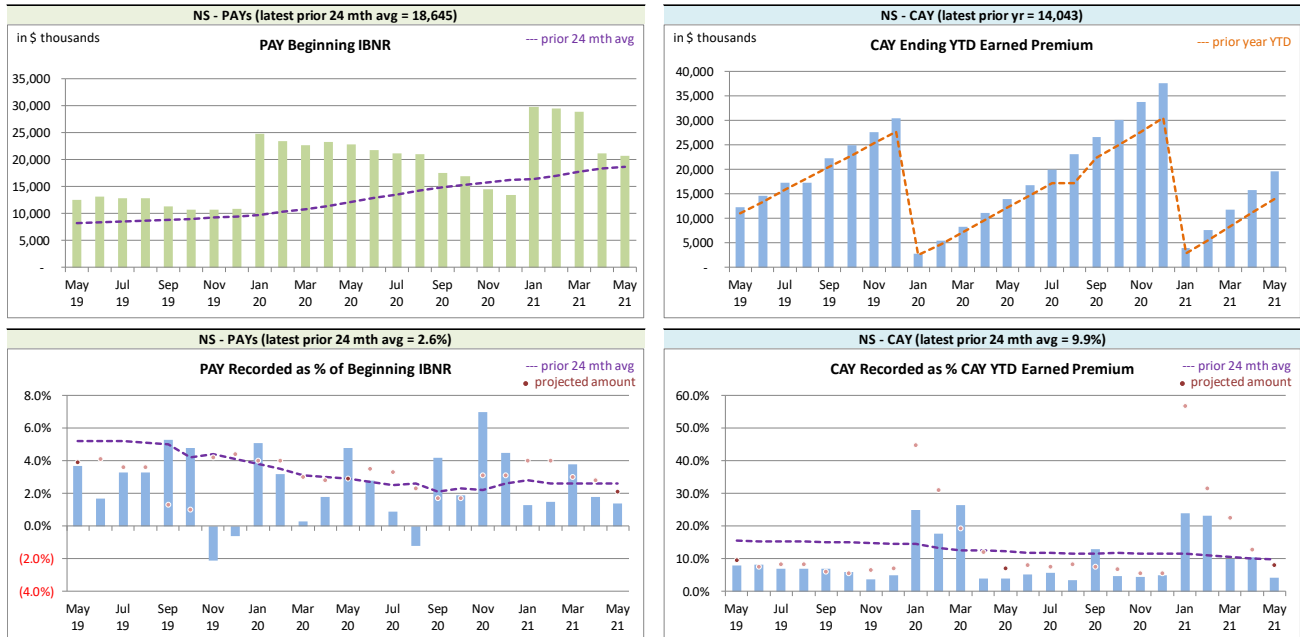 NS - PAYs (latest prior 24 mth avg = 18,645)
in $ thousands
PAY Beginning IBNR
--- prior 24 mth avg
35,000
30,000
25,000
20,000
15,000
10,000
5,000
-
May Jul Sep Nov Jan Mar May Jul Sep Nov Jan Mar May
19 19 19 19 20 20 20 20 20 20 21 21 21
NS - CAY (latest prior yr = 14,043)
in $ thousands
CAY Ending YTD Earned Premium
--- prior year YTD
40,000
35,000
30,000
25,000
20,000
15,000
10,000
5,000
-
May Jul Sep Nov Jan Mar May Jul Sep Nov Jan Mar May
19 19 19 19 20 20 20 20 20 20 21 21 21
NS - PAYs (latest prior 24 mth avg = 2.6%)
PAY Recorded as % of Beginning IBNR
--- prior 24 mth avg
• projected amount
8.0%
6.0%
4.0%
2.0%
0.0%
(2.0%)
(4.0%)
May Jul Sep Nov Jan Mar May Jul Sep Nov Jan Mar May
19 19 19 19 20 20 20 20 20 20 21 21 21
NS - CAY (latest prior 24 mth avg = 9.9%)
CAY Recorded as % CAY YTD Earned Premium
--- prior 24 mth avg
• projected amount
60.0%
50.0%
40.0%
30.0%
20.0%
10.0%
0.0%
May Jul Sep Nov Jan Mar May Jul Sep Nov Jan Mar May
19 19 19 19 20 20 20 20 20 20 21 21 21